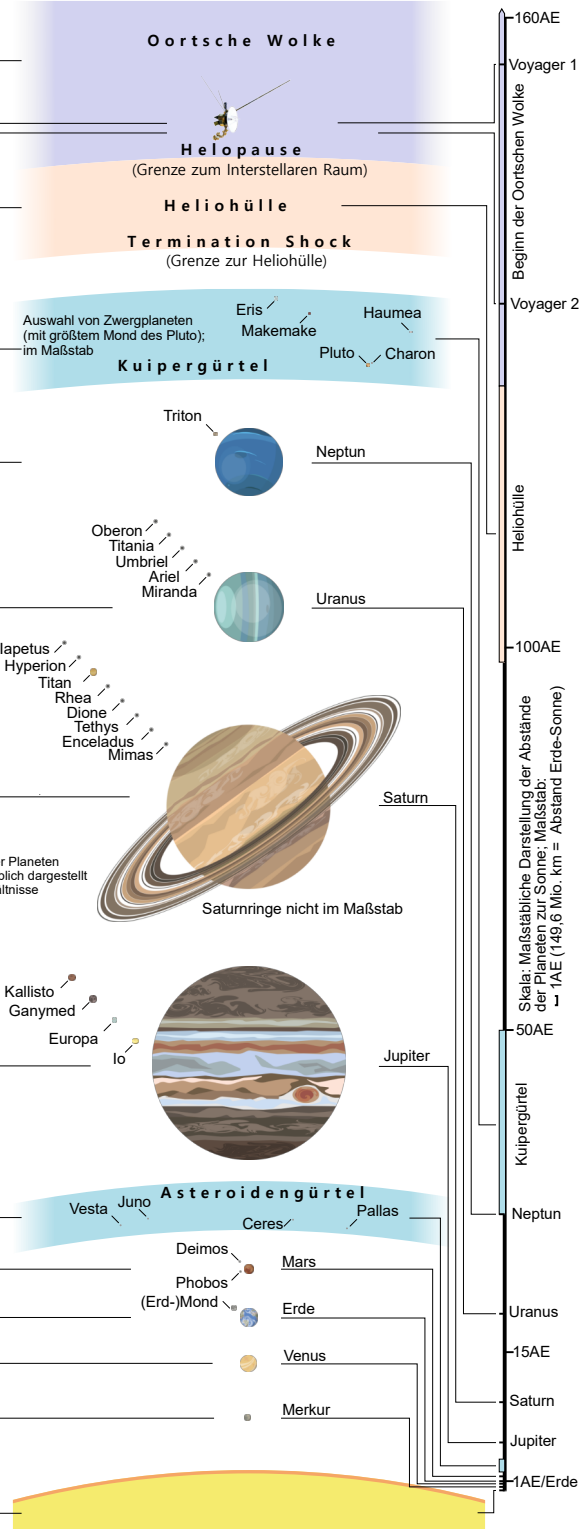 Oortsche Wolke
Helopause
(Grenze zum Interstellaren Raum)
Heliohülle
Termination Shock
(Grenze zur Heliohülle)
Auswahl von Zwergplaneten
(mit größtem Mond des Pluto);
im Maßstab
Eris
Makemake
Haumea
Pluto
Charon
Kuipergürtel
Triton
Neptun
Oberon
Titania
Umbriel
Ariel
Miranda
Uranus
Iapetus
Hyperion
Titan
Rhea
Dione
Tethys
Enceladus
Mimas
Saturn
r Planeten
blich dargestellt
ältnisse
Saturnringe nicht im Maßstab
Kallisto
Ganymed
Europa
Io
Jupiter
Asteroidengürtel
Vesta
Juno
Ceres
Pallas
Deimos
Phobos
Mars
(Erd-)Mond
Erde
Venus
Merkur
160AE
Voyager 1
Beginn der Oortschen Wolke
Voyager 2
Heliohülle
100AE
Skala: Maßstäbliche Darstellung der Abstände
der Planeten zur Sonne; Maßstab:
1AE (149,6 Mio. km = Abstand Erde-Sonne)
50AE
Kuipergürtel
Neptun
Uranus
15AE
Saturn
Jupiter
1AE/Erde